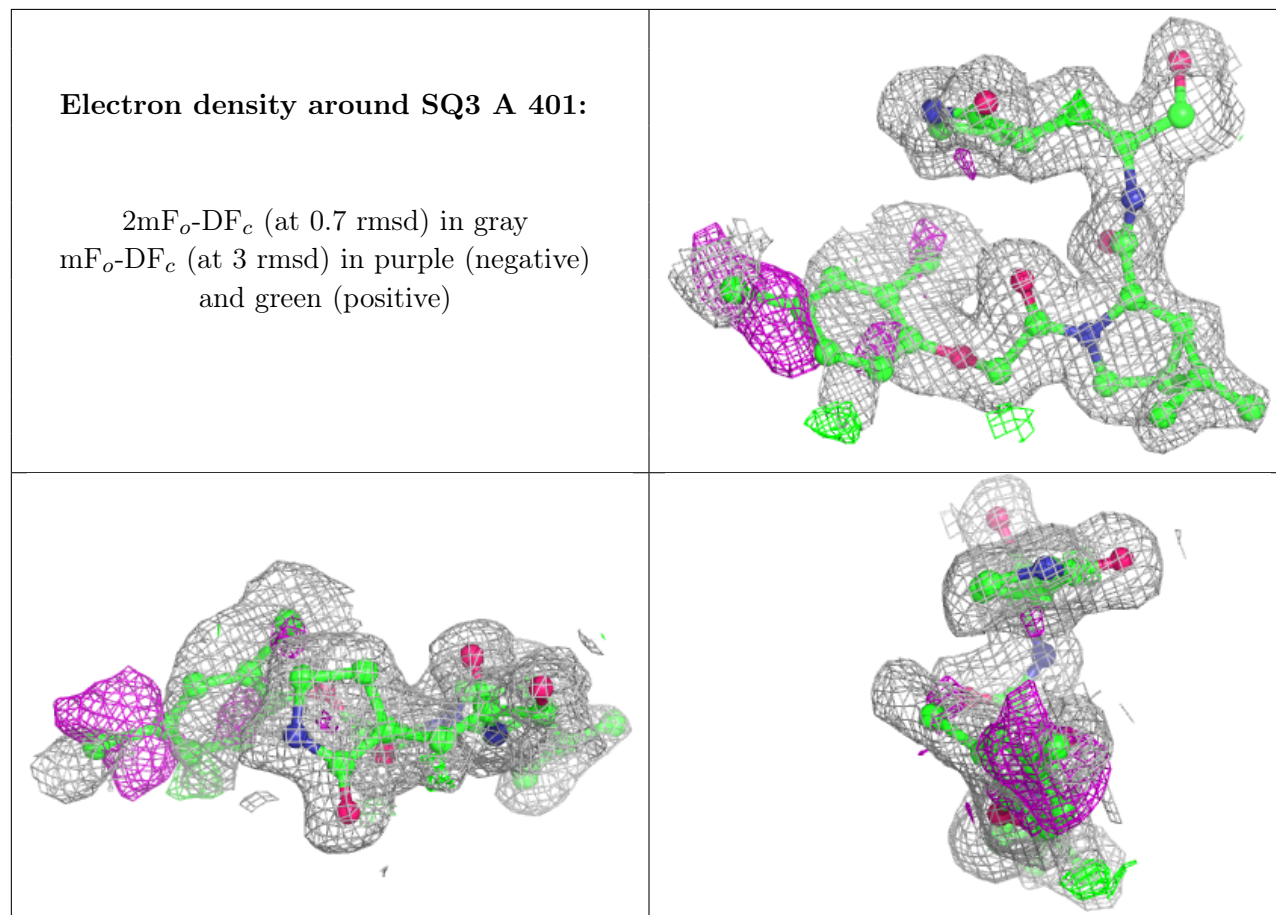 Electron density around SQ3 A 401:
2mFo-DFc (at 0.7 rmsd) in gray
mFo-DFc (at 3 rmsd) in purple (negative)
and green (positive)